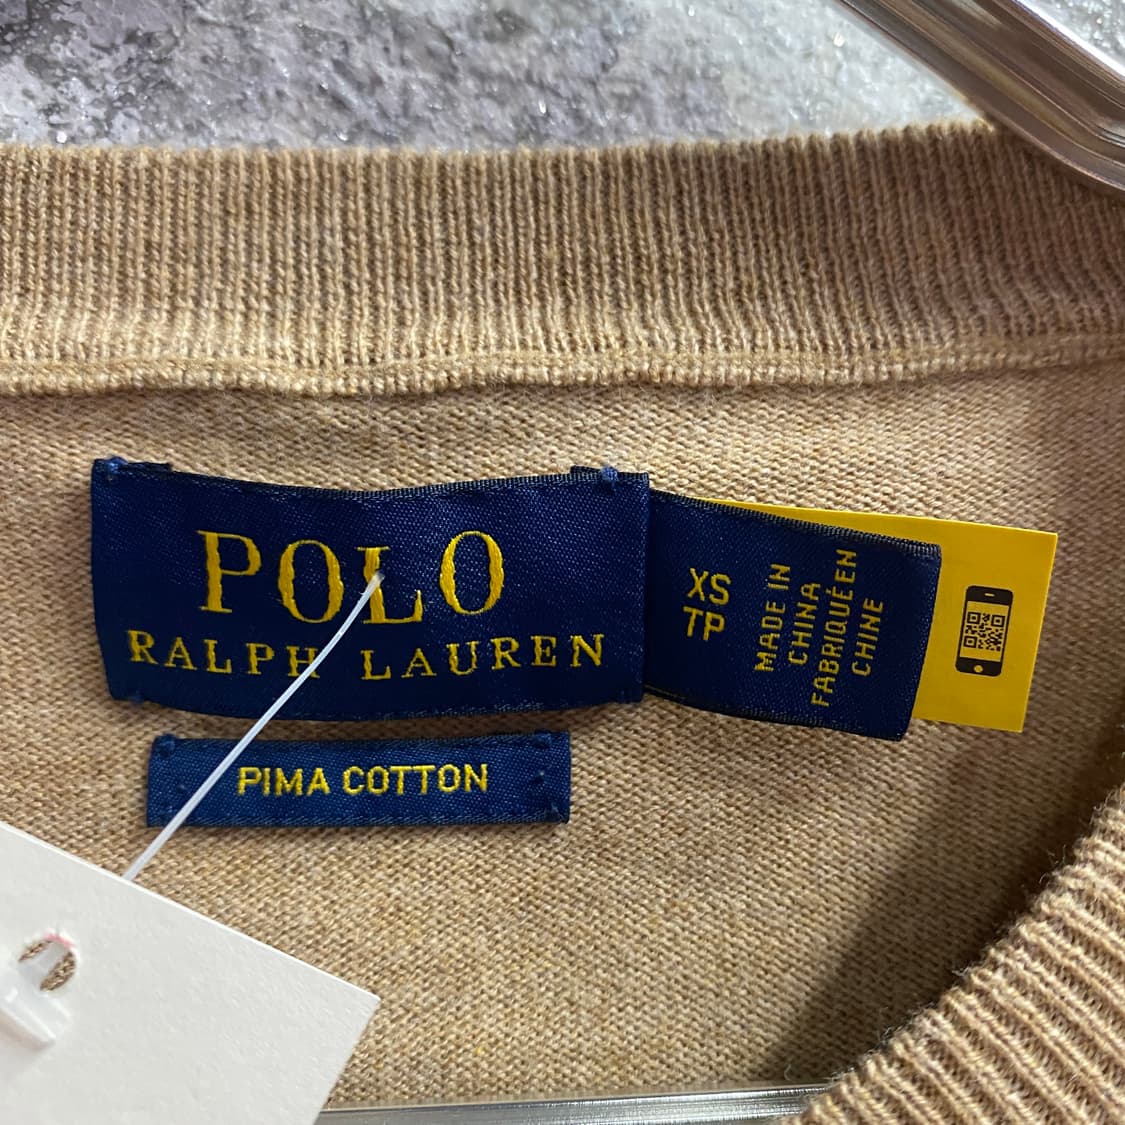 POLO
RALPH LAUREN
PIMA COTTON
XS
TP
MADE IN
CHINA
FABRIQUÉ EN
CHINE